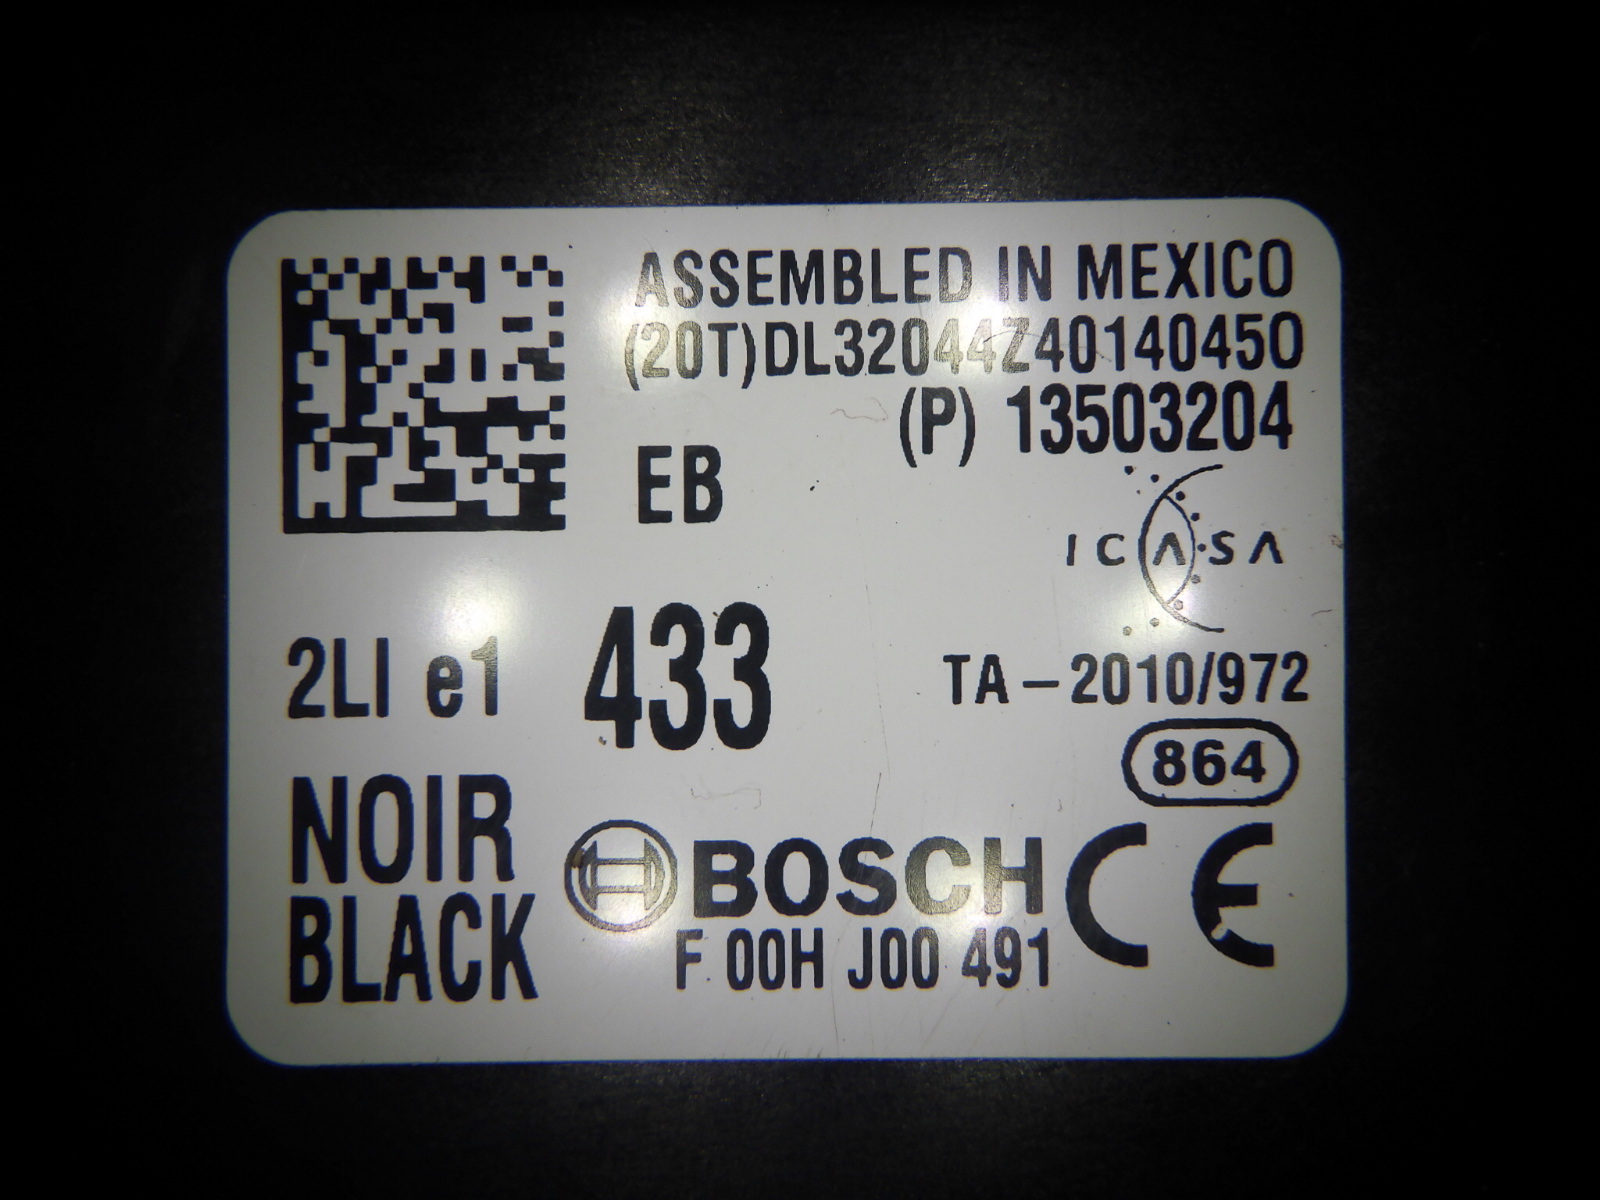 ASSEMBLED IN MEXICO
(20T)DL32044Z40140450
(P) 13503204
EB
ICASA
2LI e1
433
TA-2010/972
864
NOIR
BLACK
BOSCH
CE
F 00H J00 491